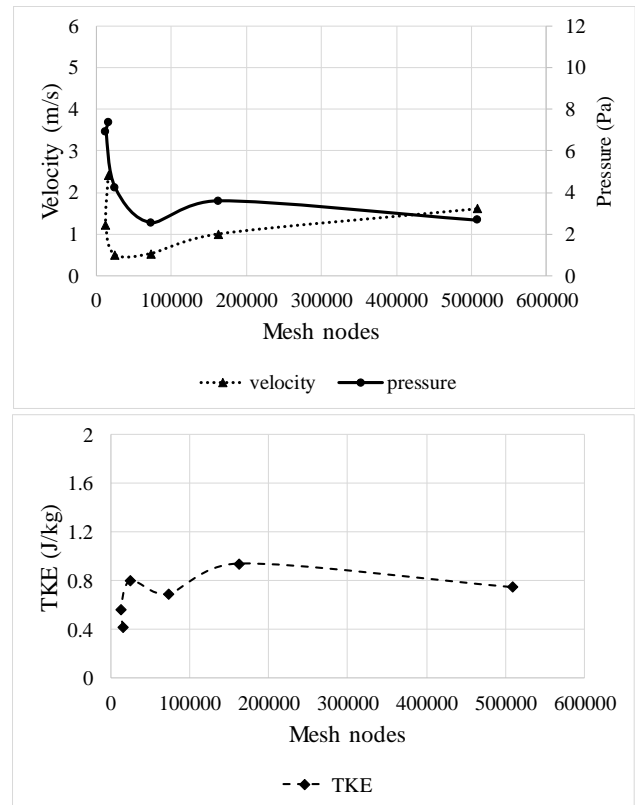 6 12
5 10
4 8
3 6
2 4
1 2
0 0
0 100000 200000 300000 400000 500000 600000
Velocity (m/s)
Pressure (Pa)
Mesh nodes
velocity pressure
2
1.6
1.2
0.8
0.4
0
0 100000 200000 300000 400000 500000 600000
TKE (J/kg)
Mesh nodes
TKE